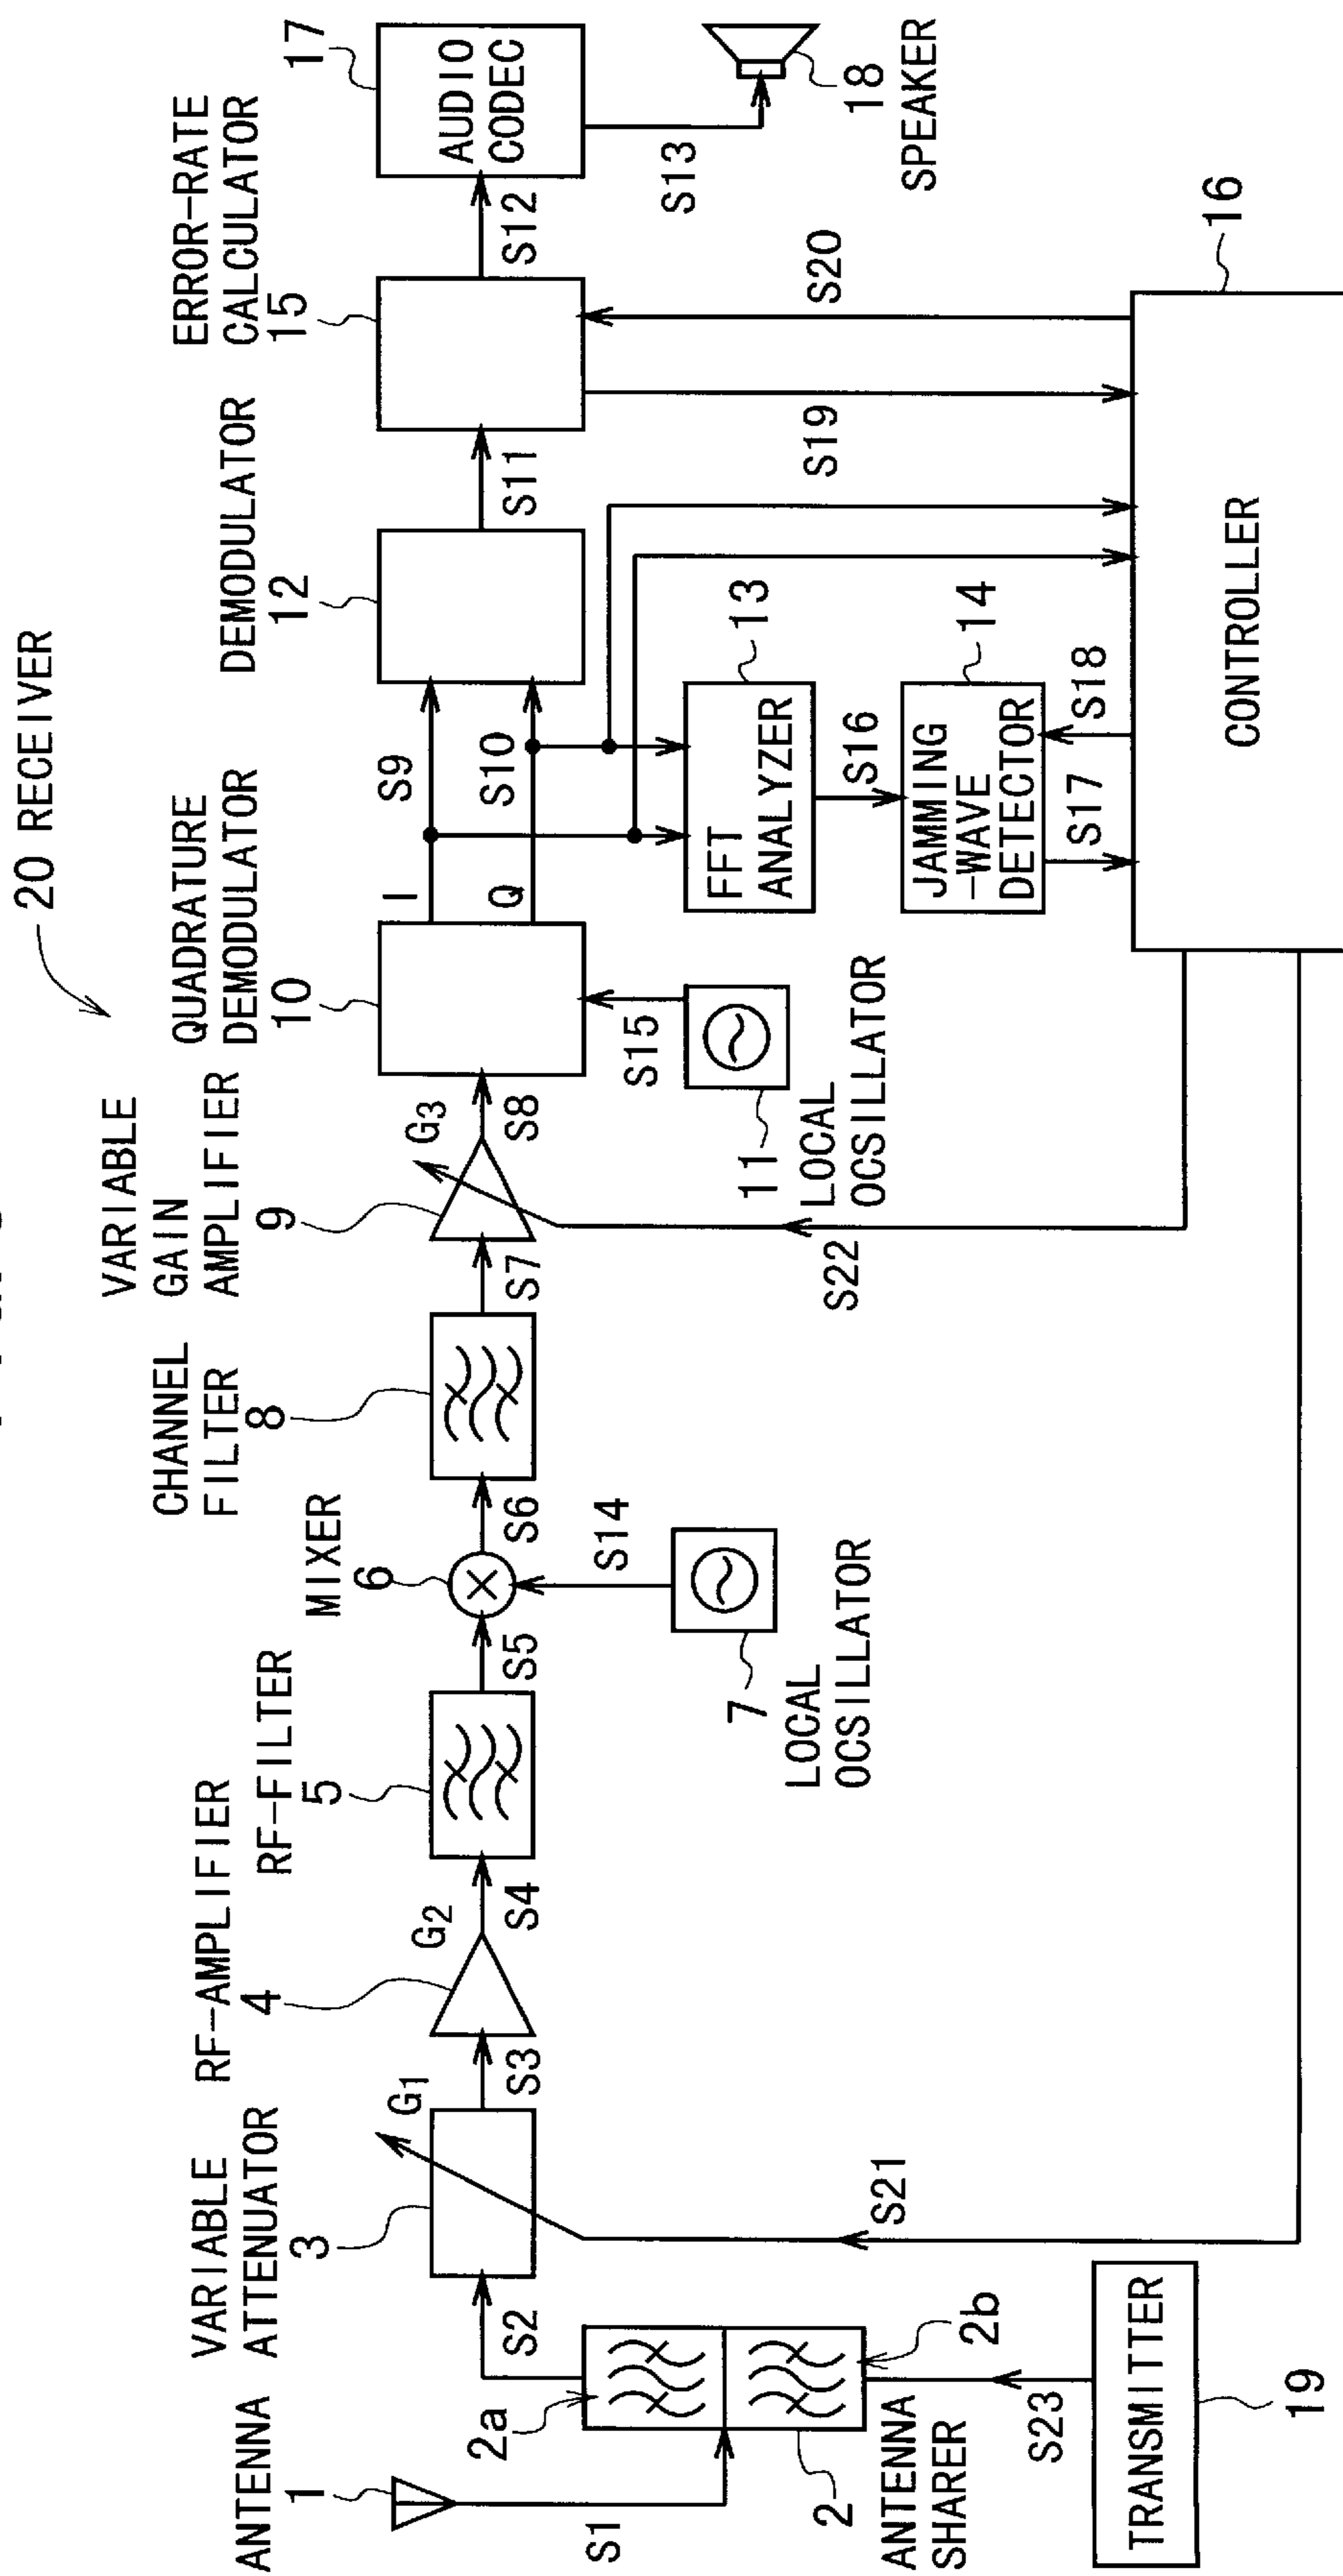 20 RECEIVER
ANTENNA
1
S1
2a
2
ANTENNA
SHARER
2b
S23
TRANSMITTER
19
S2
VARIABLE
ATTENUATOR
3
G1
S21
S3
RF-AMPLIFIER
4
G2
S4
RF-FILTER
5
S5
MIXER
6
S14
7
LOCAL
OCSILLATOR
S6
CHANNEL
FILTER
8
S7
VARIABLE
GAIN
AMPLIFIER
9
G3
S22
S8
QUADRATURE
DEMODULATOR
10
S15
11
LOCAL
OCSILLATOR
I
Q
S9
S10
FFT
ANALYZER
13
S16
JAMMING
-WAVE
DETECTOR
14
S17
S18
DEMODULATOR
12
S11
ERROR-RATE
CALCULATOR
15
S19
S20
S12
AUDIO
CODEC
17
S13
18
SPEAKER
CONTROLLER
16